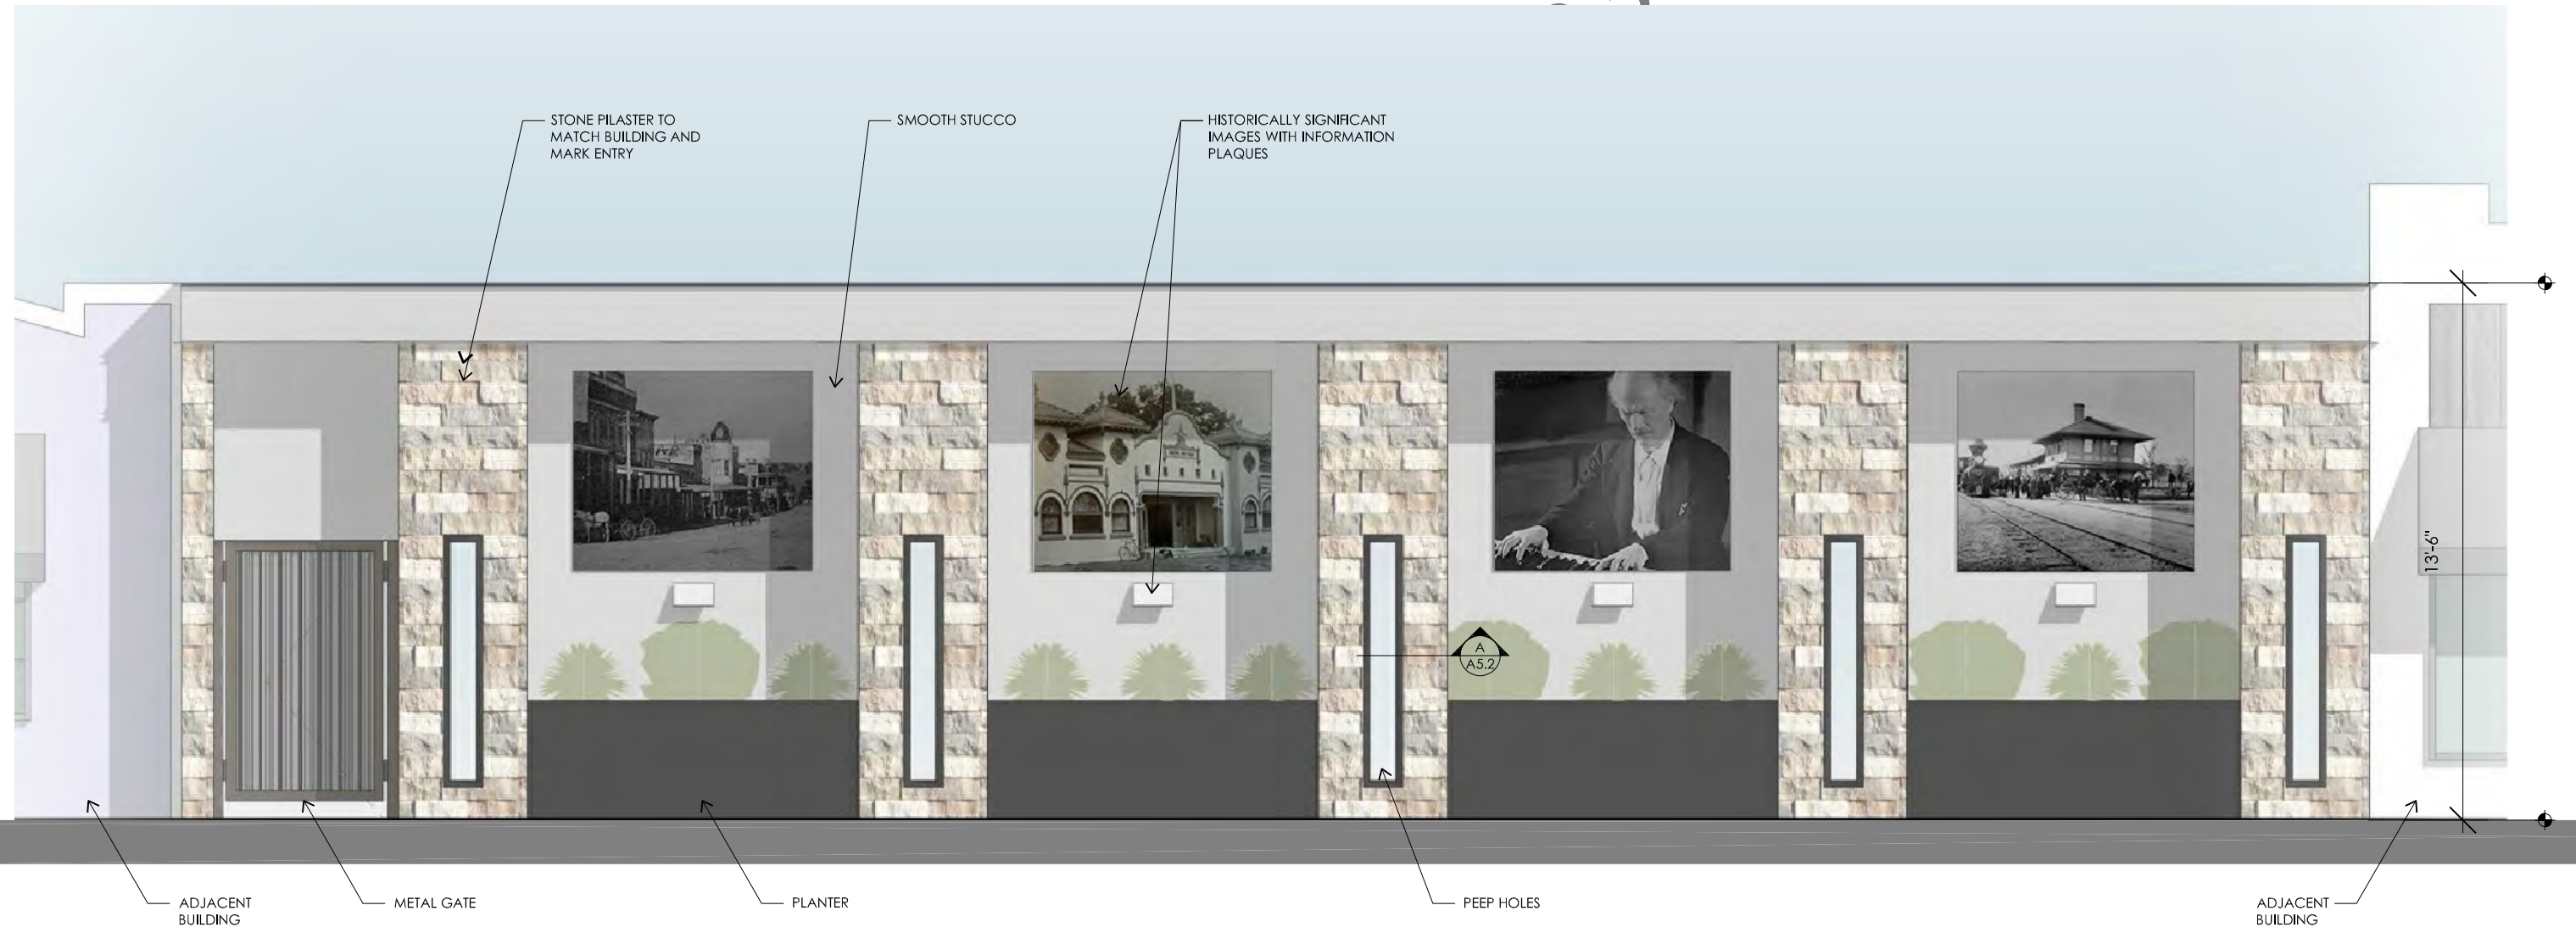 STONE PILASTER TO
MATCH BUILDING AND
MARK ENTRY
SMOOTH STUCCO
HISTORICALLY SIGNIFICANT
IMAGES WITH INFORMATION
PLAQUES
13'-6"
A
A5.2
ADJACENT
BUILDING
METAL GATE
PLANTER
PEEP HOLES
ADJACENT
BUILDING